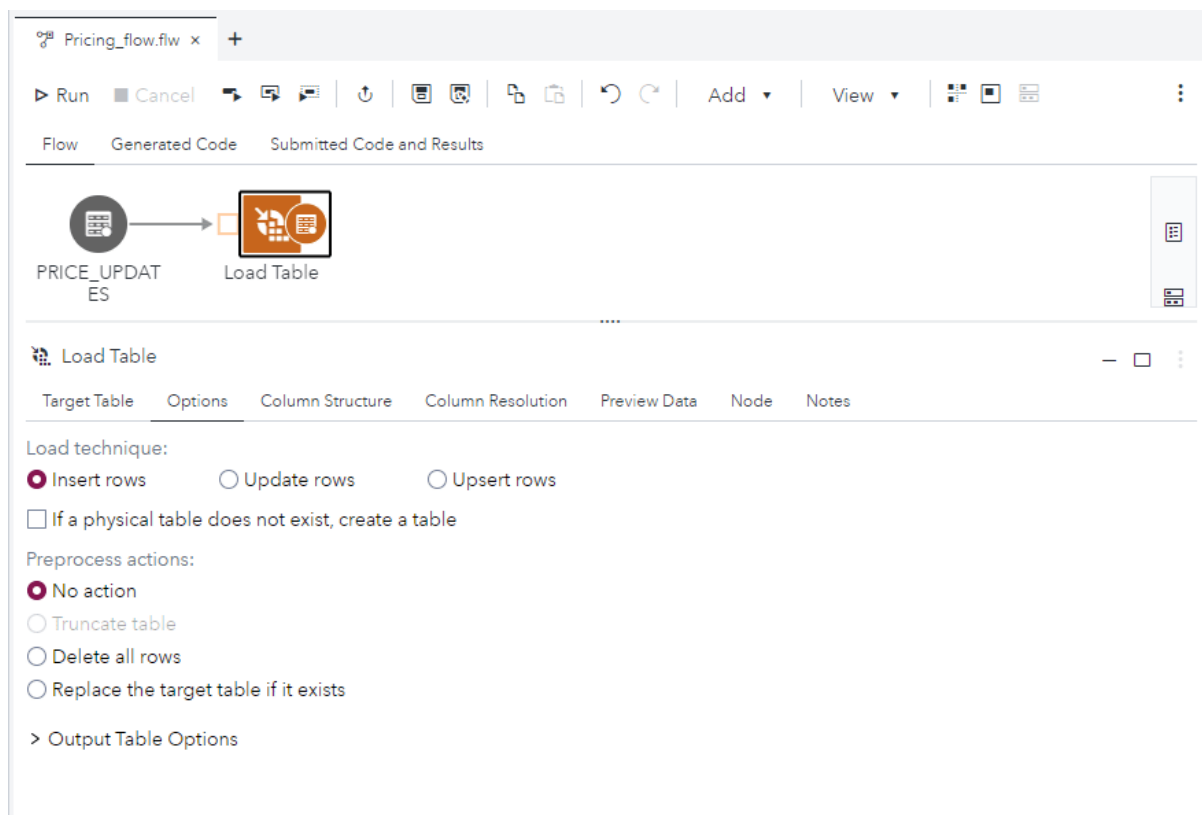 Pricing_flow.flw × +
Run Cancel Add View
Flow Generated Code Submitted Code and Results
PRICE_UPDAT
ES
Load Table
Load Table
Target Table Options Column Structure Column Resolution Preview Data Node Notes
Load technique:
Insert rows Update rows Upsert rows
If a physical table does not exist, create a table
Preprocess actions:
No action
Truncate table
Delete all rows
Replace the target table if it exists
> Output Table Options